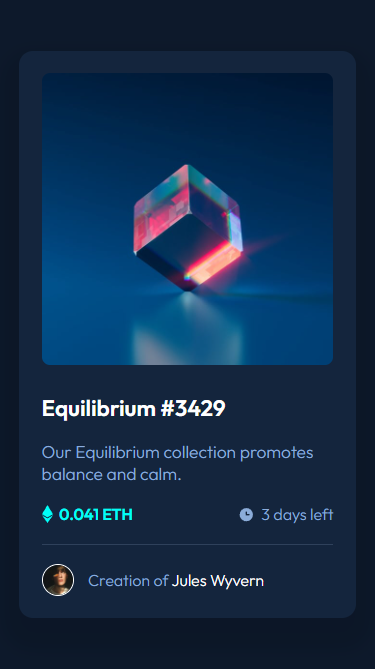 Equilibrium #3429
Our Equilibrium collection promotes
balance and calm.
0.041 ETH
3 days left
Creation of Jules Wyvern